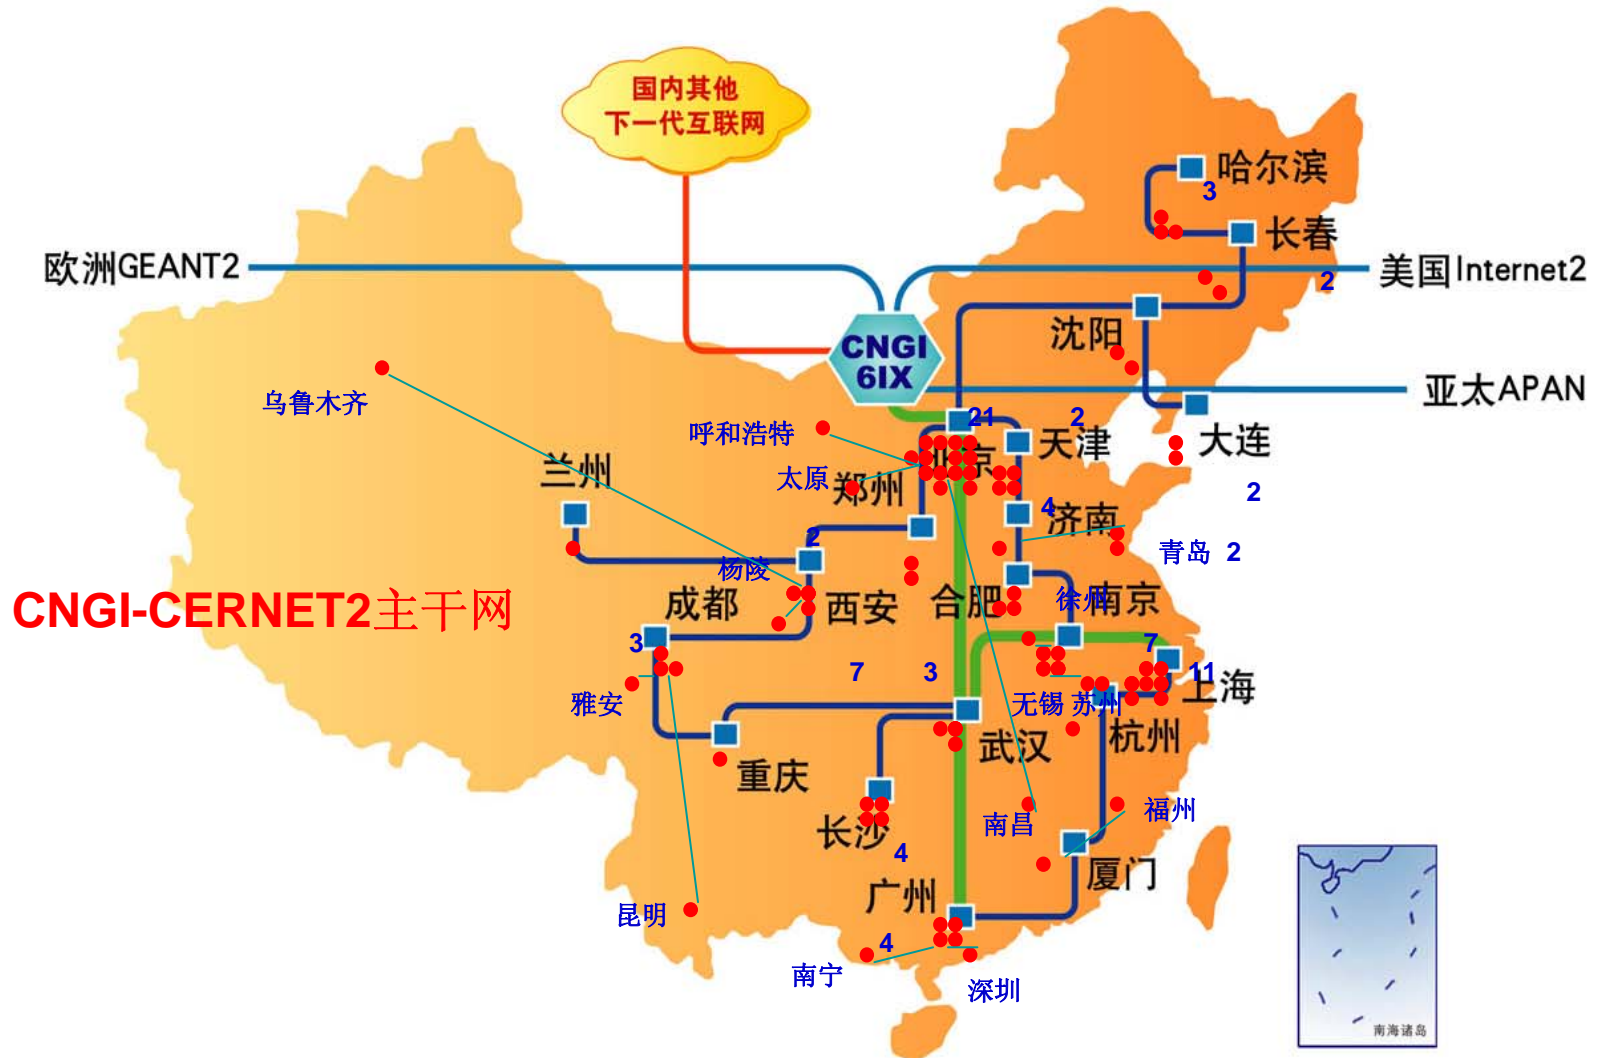 国内其他
下一代互联网
哈尔滨
3
长春
欧洲GEANT2
美国Internet2
2
沈阳
CNGI
6IX
亚太APAN
乌鲁木齐
呼和浩特
21
2
天津
大连
北京
兰州
太原
郑州
2
4
济南
2
青岛 2
杨陵
CNGI-CERNET2主干网
成都
西安
合肥
徐州
南京
3
7
3
7
11
上海
雅安
无锡 苏州
杭州
武汉
重庆
长沙
南昌
福州
4
厦门
广州
昆明
4
南宁
深圳
南海诸岛